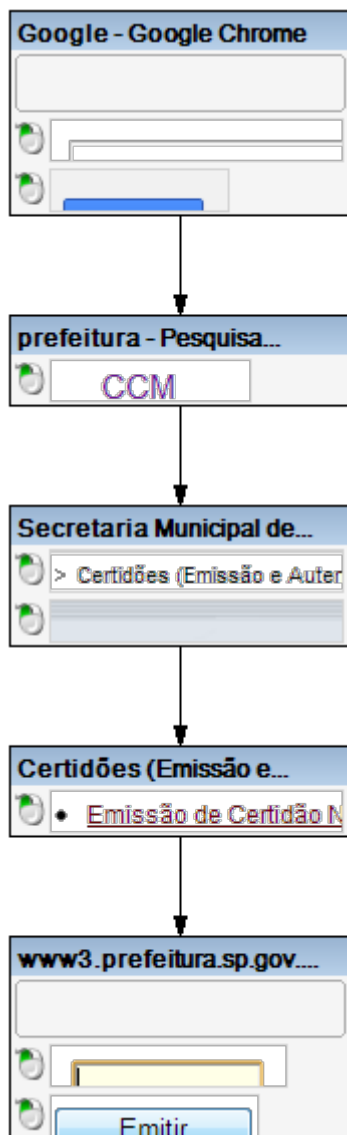 Google - Google Chrome
prefeitura - Pesquisa...
CCM
Secretaria Municipal de...
> Certidões (Emissão e Auter
Certidões (Emissão e...
• Emissão de Certidão N
www3.prefeitura.sp.gov....
Emitir